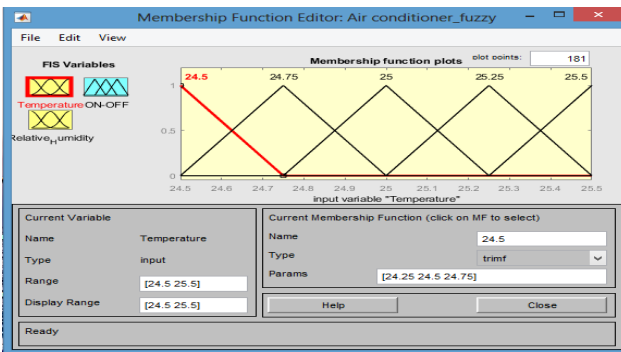 Membership Function Editor: Air conditioner_fuzzy
File Edit View
FIS Variables
Membership function plots plot points: 181
Temperature ON-OFF
Relative_Humidity
24.5 24.75 25 25.25 25.5
1
0.5
0
24.5 24.6 24.7 24.8 24.9 25 25.1 25.2 25.3 25.4 25.5
input variable "Temperature"
Current Variable
Name Temperature
Type input
Range [24.5 25.5]
Display Range [24.5 25.5]
Current Membership Function (click on MF to select)
Name 24.5
Type trimf
Params [24.25 24.5 24.75]
Help Close
Ready